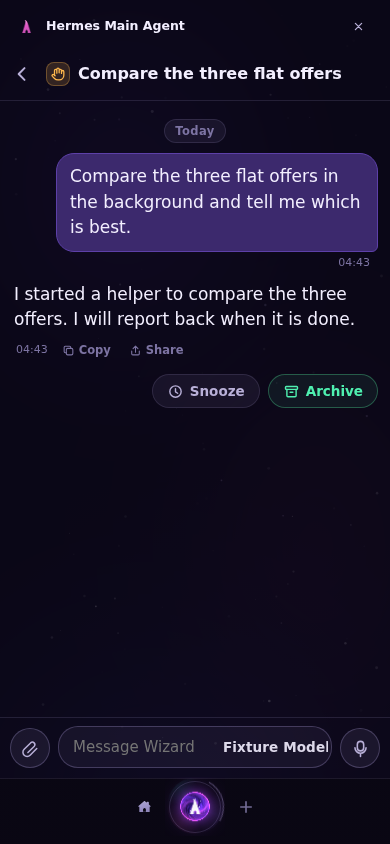 Hermes Main Agent
Compare the three flat offers
Today
Compare the three flat offers in
the background and tell me which
is best.
04:43
I started a helper to compare the three
offers. I will report back when it is done.
04:43 Copy Share
Snooze Archive
Message Wizard Fixture Model